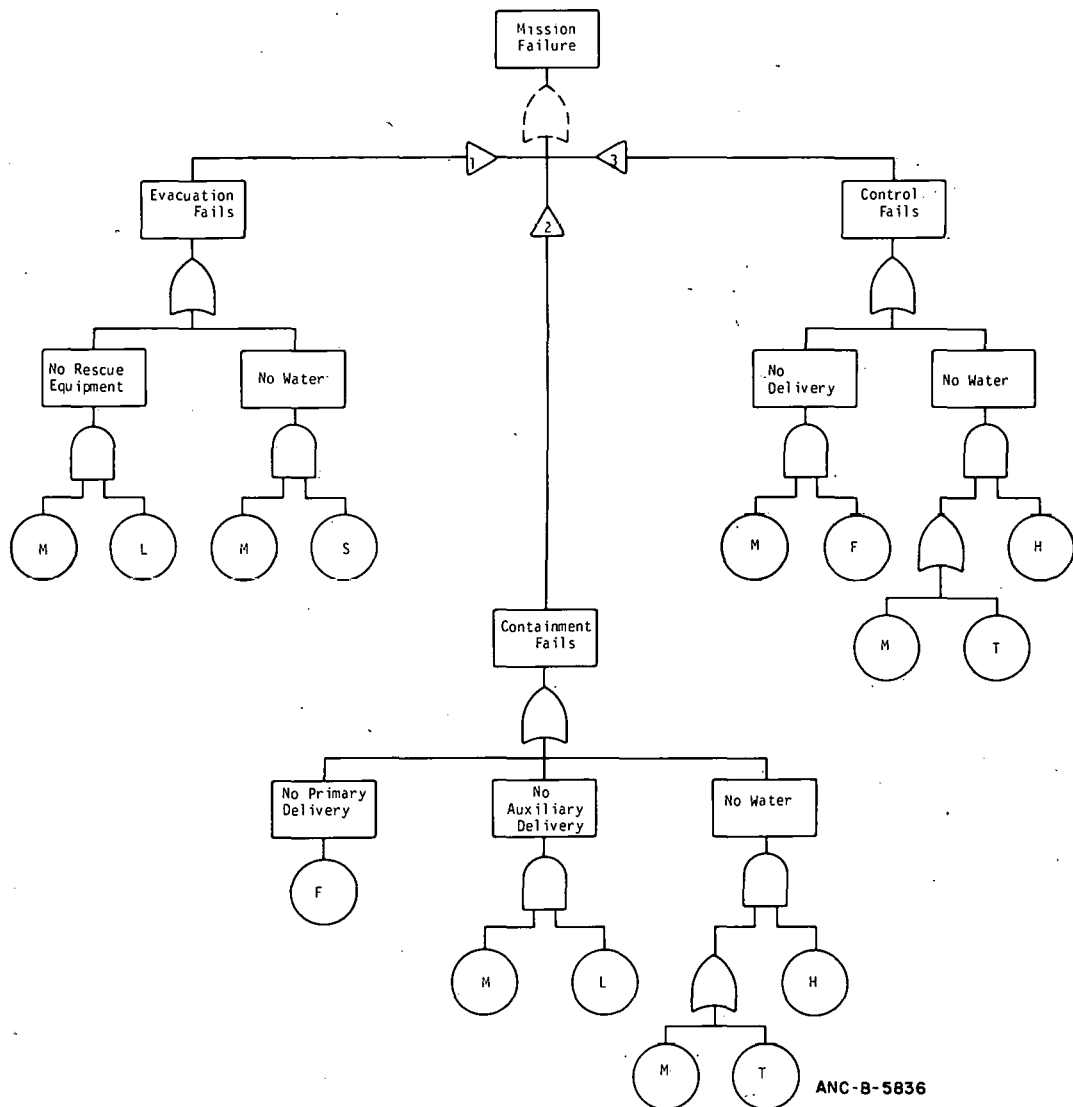 Mission
Failure
1
3
Evacuation
Fails
2
Control
Fails
No Rescue
Equipment
No Water
No
Delivery
No Water
M
L
M
S
M
F
H
M
T
Containment
Fails
No Primary
Delivery
No
Auxiliary
Delivery
No Water
F
M
L
H
M
T
ANC-B-5836